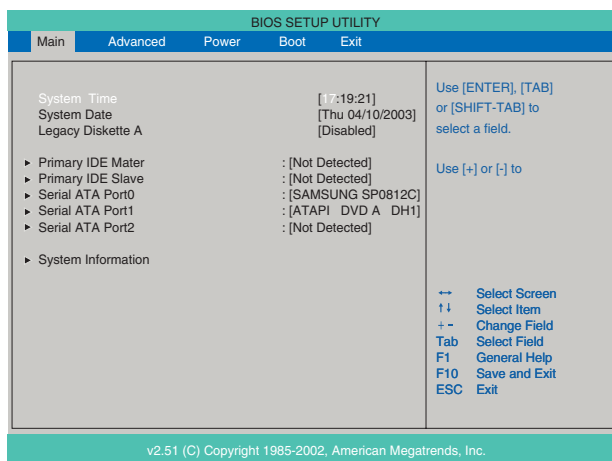 BIOS SETUP UTILITY
Main Advanced Power Boot Exit
System Time [17:19:21]
System Date [Thu 04/10/2003]
Legacy Diskette A [Disabled]
Primary IDE Mater : [Not Detected]
Primary IDE Slave : [Not Detected]
Serial ATA Port0 : [SAMSUNG SP0812C]
Serial ATA Port1 : [ATAPI DVD A DH1]
Serial ATA Port2 : [Not Detected]
System Information
Use [ENTER], [TAB]
or [SHIFT-TAB] to
select a field.
Use [+] or [-] to
↔ Select Screen
↑↓ Select Item
+ - Change Field
Tab Select Field
F1 General Help
F10 Save and Exit
ESC Exit
v2.51 (C) Copyright 1985-2002, American Megatrends, Inc.